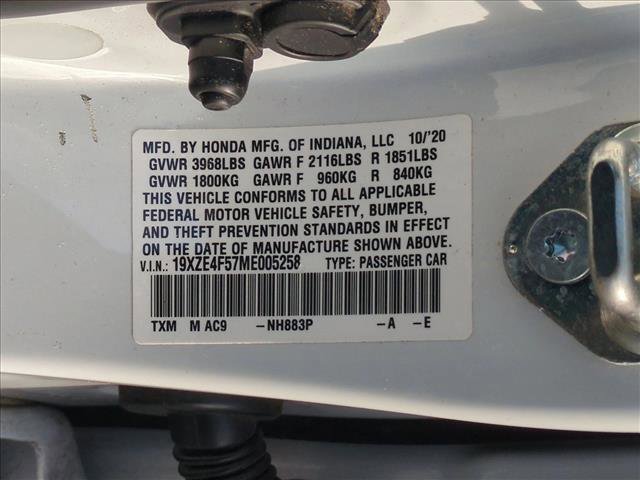 MFD. BY HONDA MFG. OF INDIANA, LLC 10/'20
GVWR 3968LBS GAWR F 2116LBS R 1851LBS
GVWR 1800KG GAWR F 960KG R 840KG
THIS VEHICLE CONFORMS TO ALL APPLICABLE
FEDERAL MOTOR VEHICLE SAFETY, BUMPER,
AND THEFT PREVENTION STANDARDS IN EFFECT
ON THE DATE OF MANUFACTURE SHOWN ABOVE.
V.I.N.: 19XZE4F57ME005258 TYPE: PASSENGER CAR
TXM M AC9 -NH883P -A -E